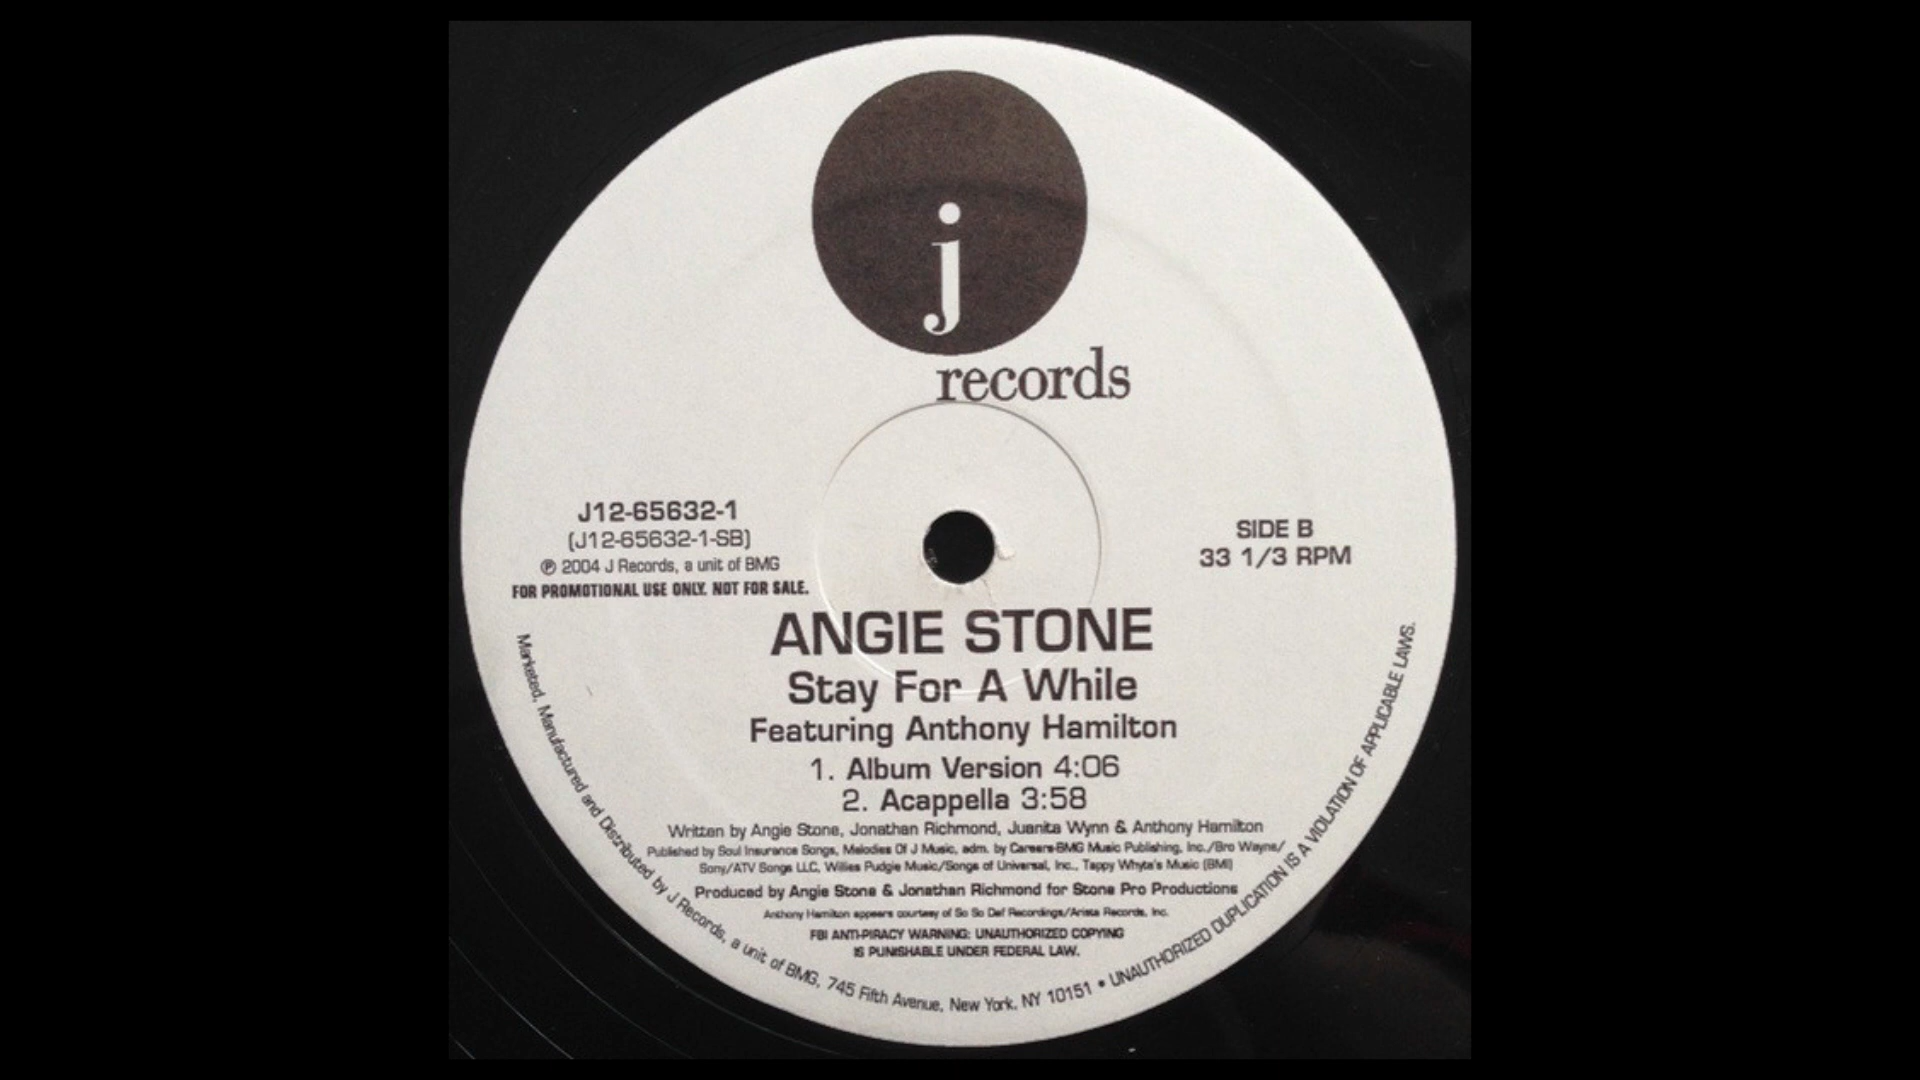 j
records
J12-65632-1
(J12-65632-1-SB)
℗ 2004 J Records, a unit of BMG
FOR PROMOTIONAL USE ONLY. NOT FOR SALE.
SIDE B
33 1/3 RPM
ANGIE STONE
Stay For A While
Featuring Anthony Hamilton
1. Album Version 4:06
2. Acappella 3:58
Written by Angie Stone, Jonathan Richmond, Juanita Wynn & Anthony Hamilton
Published by Soul Insurance Songs, Melodies Of J Music, adm. by Careers-BMG Music Publishing, Inc./Bro Wayne/
Sony/ATV Songs LLC, Willies Pudgie Music/Songs of Universal, Inc., Tappy Whyte's Music (BMI)
Produced by Angie Stone & Jonathan Richmond for Stone Pro Productions
Anthony Hamilton appears courtesy of So So Def Recordings/Arista Records, Inc.
FBI ANTI-PIRACY WARNING: UNAUTHORIZED COPYING
IS PUNISHABLE UNDER FEDERAL LAW.
Marketed, Manufactured and Distributed by J Records, a unit of BMG, 745 Fifth Avenue, New York, NY 10151 • UNAUTHORIZED DUPLICATION IS A VIOLATION OF APPLICABLE LAWS.